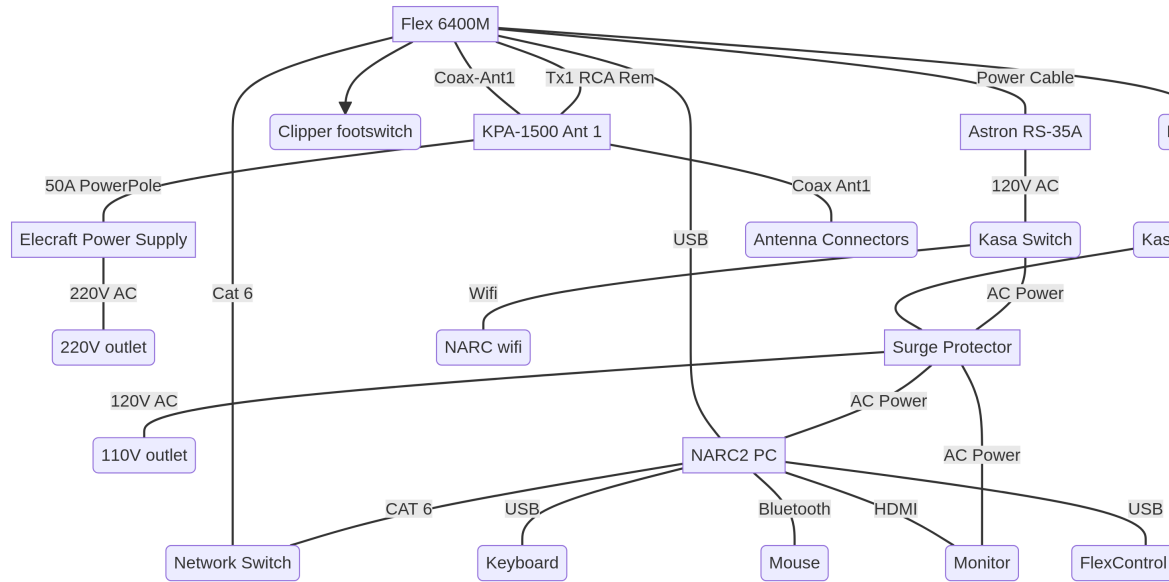 Flex 6400M
Coax-Ant1
Tx1 RCA Rem
Power Cable
Clipper footswitch
KPA-1500 Ant 1
Astron RS-35A
50A PowerPole
Coax Ant1
120V AC
Elecraft Power Supply
USB
Antenna Connectors
Kasa Switch
Kas
220V AC
Cat 6
Wifi
AC Power
220V outlet
NARC wifi
Surge Protector
120V AC
AC Power
110V outlet
NARC2 PC
AC Power
CAT 6
USB
Bluetooth
HDMI
USB
Network Switch
Keyboard
Mouse
Monitor
FlexControl